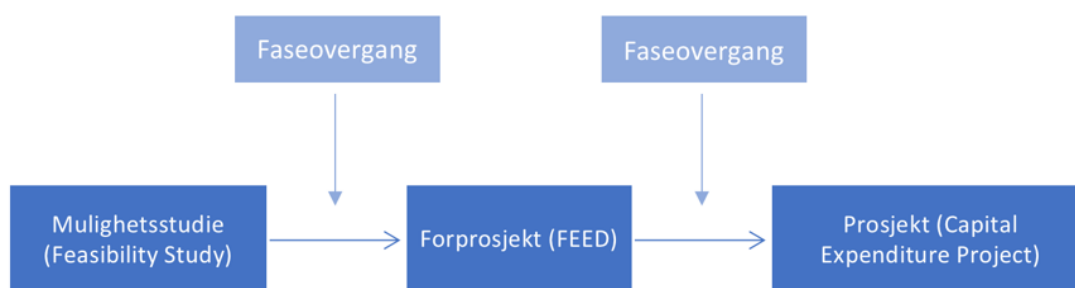 Faseovergang
Faseovergang
Mulighetsstudie
(Feasibility Study)
Forprosjekt (FEED)
Prosjekt (Capital
Expenditure Project)